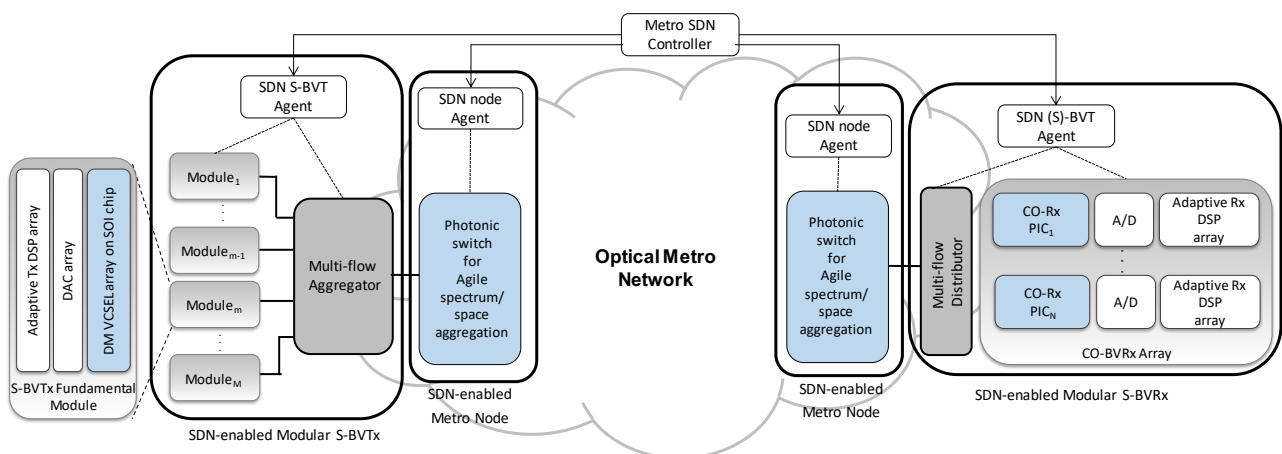 Metro SDN
Controller
SDN S-BVT
Agent
SDN node
Agent
SDN node
Agent
SDN (S)-BVT
Agent
Adaptive Tx DSP array
DAC array
DM VCSEL array on SOI chip
S-BVTx Fundamental
Module
Module1
Modulem-1
Modulem
ModuleM
Multi-flow
Aggregator
Photonic
switch
for
Agile
spectrum/
space
aggregation
Optical Metro
Network
Photonic
switch
for
Agile
spectrum/
space
aggregation
Multi-flow
Distributor
CO-Rx
PIC1
A/D
Adaptive Rx
DSP
array
CO-Rx
PICN
A/D
Adaptive Rx
DSP
array
CO-BVRx Array
SDN-enabled Modular S-BVTx
SDN-enabled
Metro Node
SDN-enabled
Metro Node
SDN-enabled Modular S-BVRx